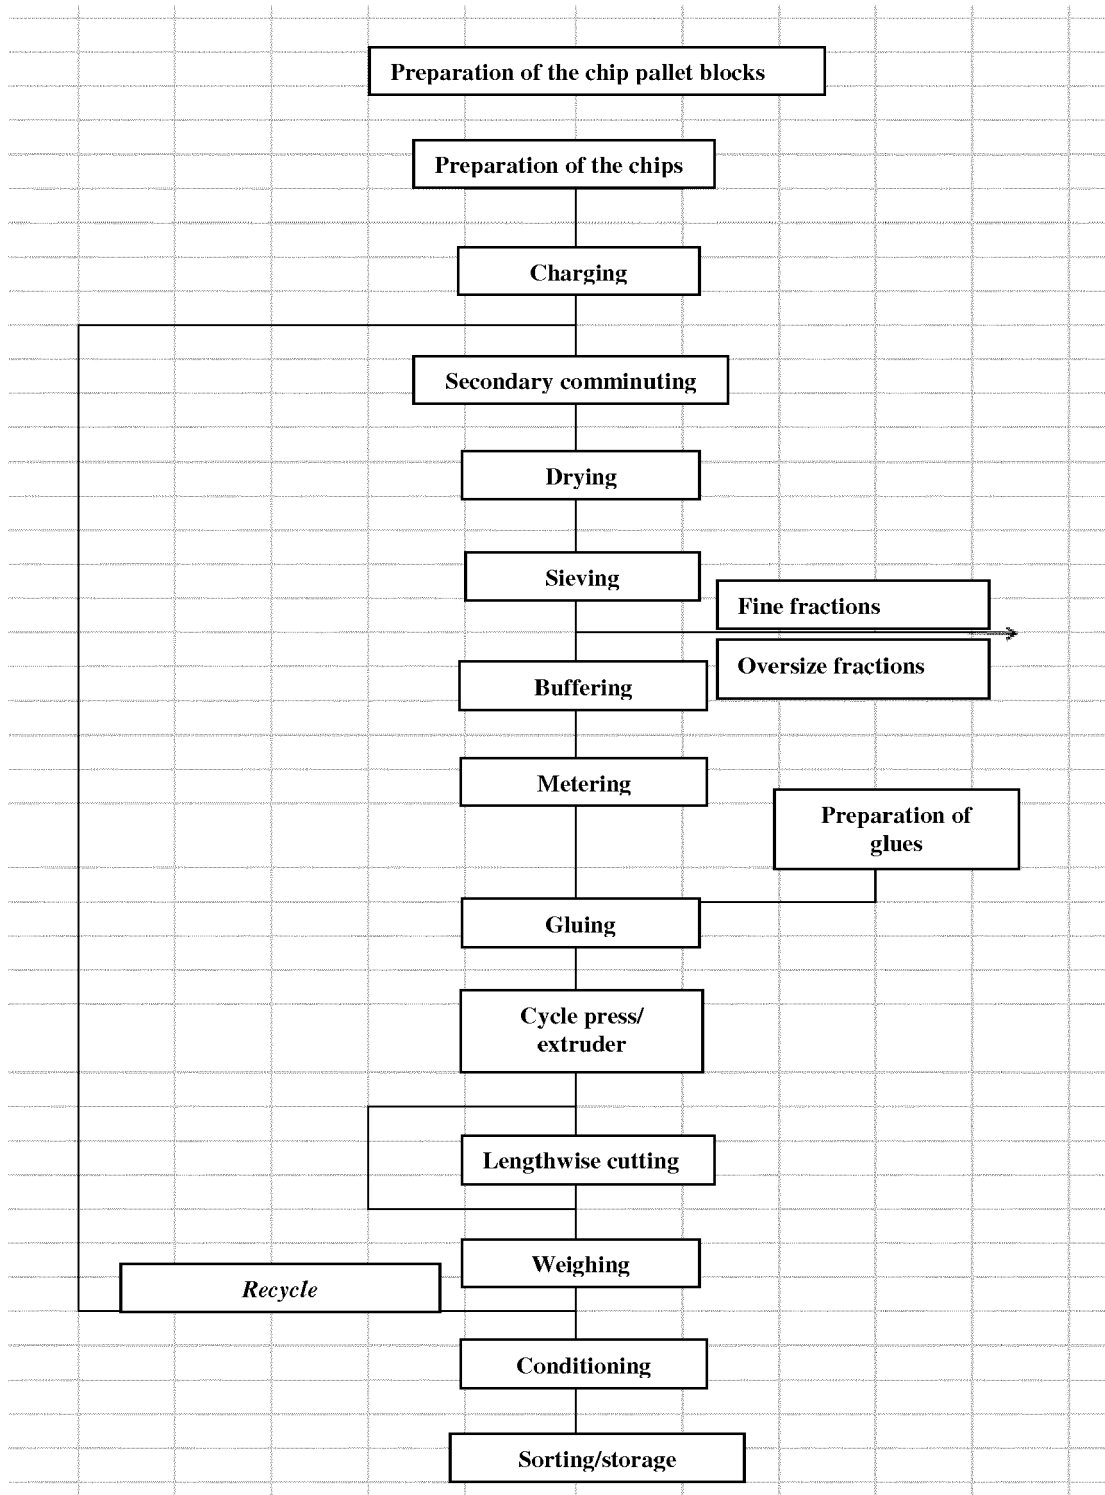 Preparation of the chip pallet blocks
Preparation of the chips
Charging
Secondary comminuting
Drying
Sieving
Fine fractions
Oversize fractions
Buffering
Metering
Preparation of
glues
Gluing
Cycle press/
extruder
Lengthwise cutting
Weighing
Recycle
Conditioning
Sorting/storage